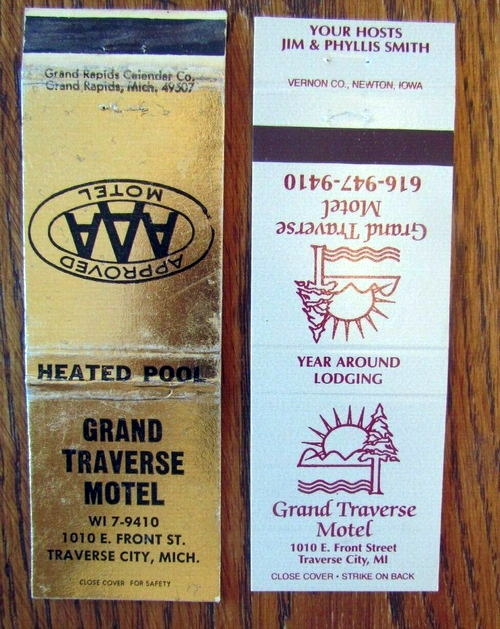 Grand Rapids Calendar Co.
Grand Rapids, Mich. 49507
APPROVED
AAA
MOTEL
HEATED POOL
GRAND
TRAVERSE
MOTEL
WI 7-9410
1010 E. FRONT ST.
TRAVERSE CITY, MICH.
CLOSE COVER FOR SAFETY
YOUR HOSTS
JIM & PHYLLIS SMITH
VERNON CO., NEWTON, IOWA
Grand Traverse
Motel
616-947-9410
YEAR AROUND
LODGING
Grand Traverse
Motel
1010 E. Front Street
Traverse City, MI
CLOSE COVER • STRIKE ON BACK